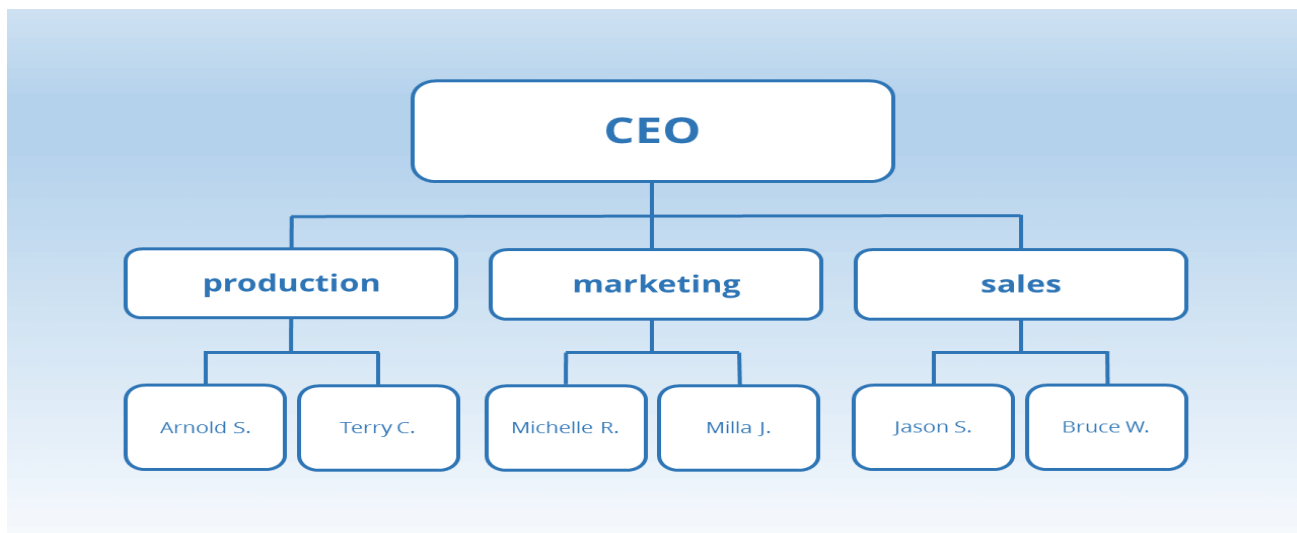 CEO
production
marketing
sales
Arnold S.
Terry C.
Michelle R.
Milla J.
Jason S.
Bruce W.